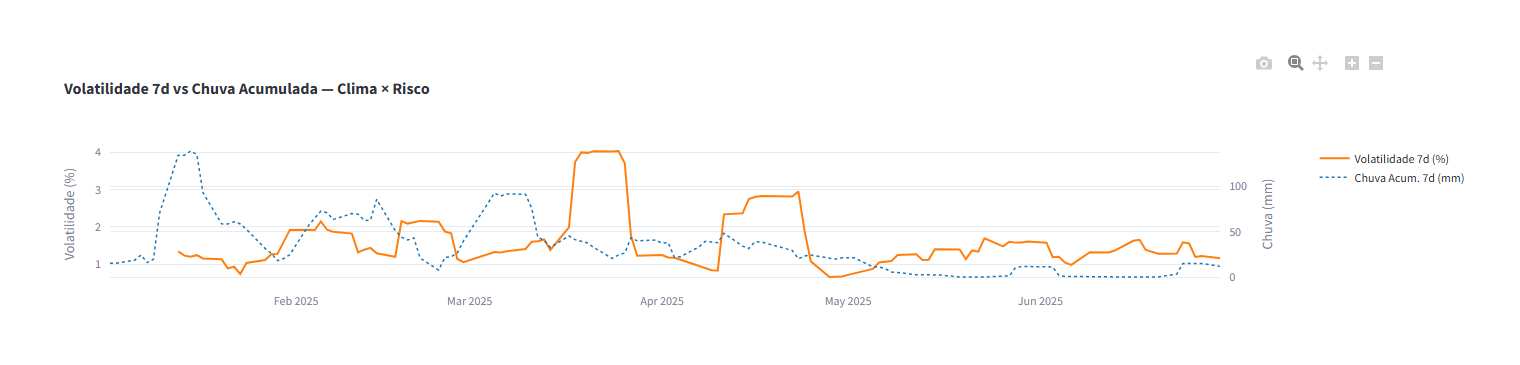 Volatilidade 7d vs Chuva Acumulada — Clima × Risco
Volatilidade (%)
4
3
2
1
100
50
0
Chuva (mm)
Feb 2025
Mar 2025
Apr 2025
May 2025
Jun 2025
Volatilidade 7d (%)
Chuva Acum. 7d (mm)